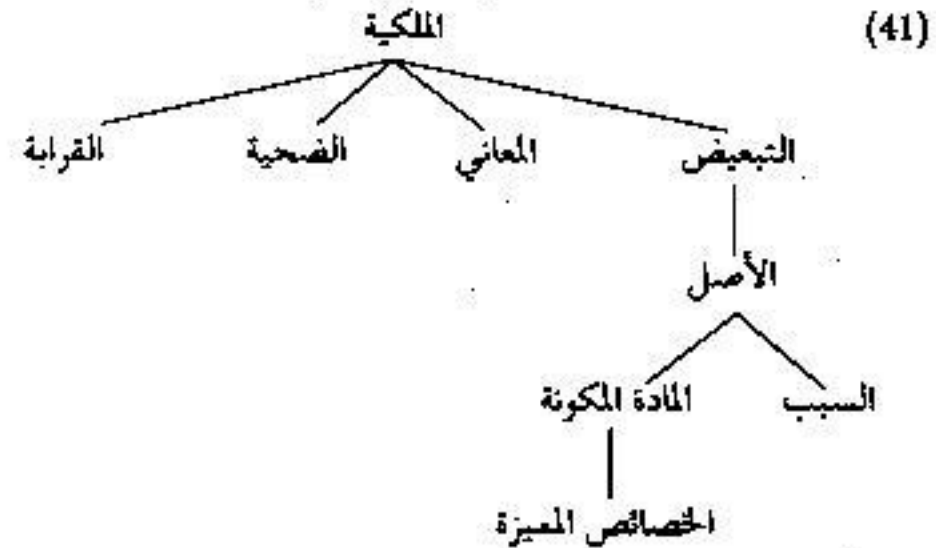 (41) الملكية
التبعيض المعاني الضحية القرابة
الأصل
السبب المادة المكونة
الخصائص المميزة